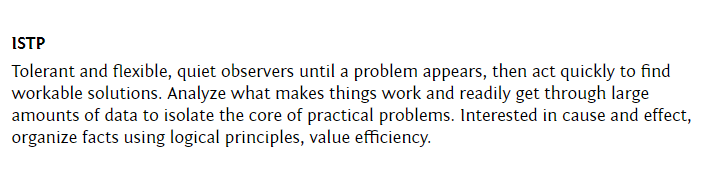 ISTP
Tolerant and flexible, quiet observers until a problem appears, then act quickly to find
workable solutions. Analyze what makes things work and readily get through large
amounts of data to isolate the core of practical problems. Interested in cause and effect,
organize facts using logical principles, value efficiency.